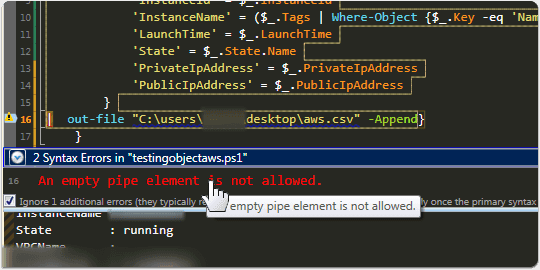 9 'InstanceId' = $_.InstanceId
10 'InstanceName' = ($_.Tags | Where-Object {$_.Key -eq 'Nam
11 'LaunchTime' = $_.LaunchTime
12 'State' = $_.State.Name
13 'PrivateIpAddress' = $_.PrivateIpAddress
14 'PublicIpAddress' = $_.PublicIpAddress
15 }
16 | out-file "C:\users\ desktop\aws.csv" -Append}
17 }
2 Syntax Errors in "testingobjectaws.ps1"
16 An empty pipe element is not allowed.
Ignore 1 additional errors (they typically re
ly once the primary syntax
empty pipe element is not allowed.
InstanceName
State : running
VPCName :